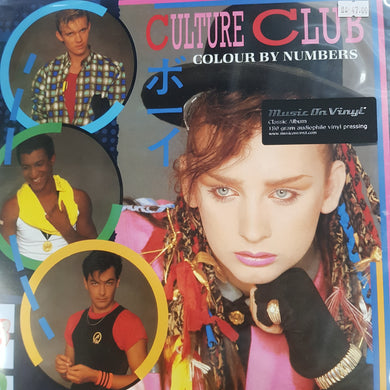 CULTURE CLUB
COLOUR BY NUMBERS
ボーイ
Music On Vinyl
Classic Album
180 gram audiophile vinyl pressing
www.musiconvinyl.com